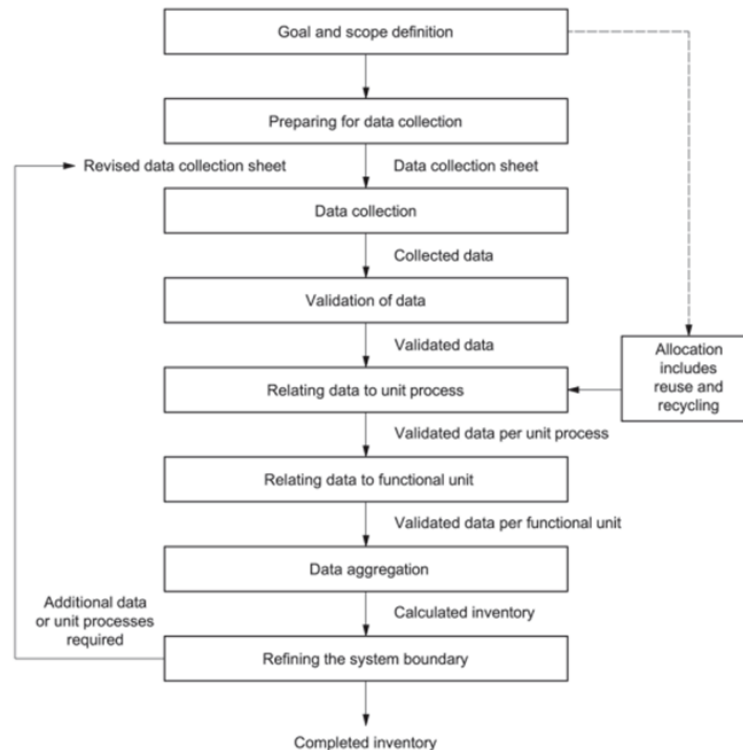 Goal and scope definition
Preparing for data collection
Revised data collection sheet
Data collection sheet
Data collection
Collected data
Validation of data
Validated data
Allocation
includes
reuse and
recycling
Relating data to unit process
Validated data per unit process
Relating data to functional unit
Validated data per functional unit
Data aggregation
Additional data
or unit processes
required
Calculated inventory
Refining the system boundary
Completed inventory